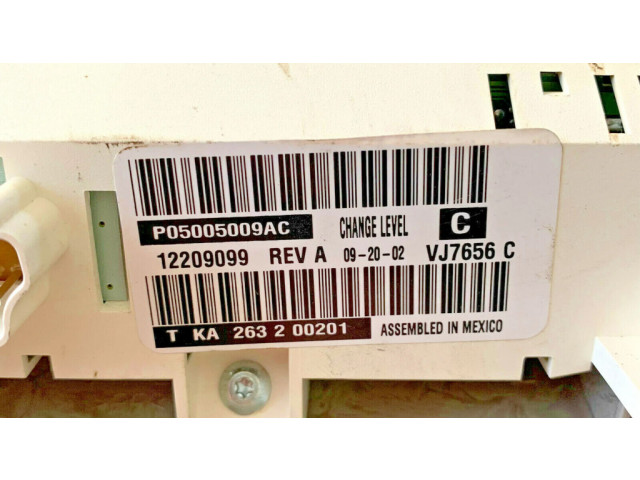 P05005009AC CHANGE LEVEL C
12209099 REV A 09-20-02 VJ7656 C
T KA 263 2 00201 ASSEMBLED IN MEXICO